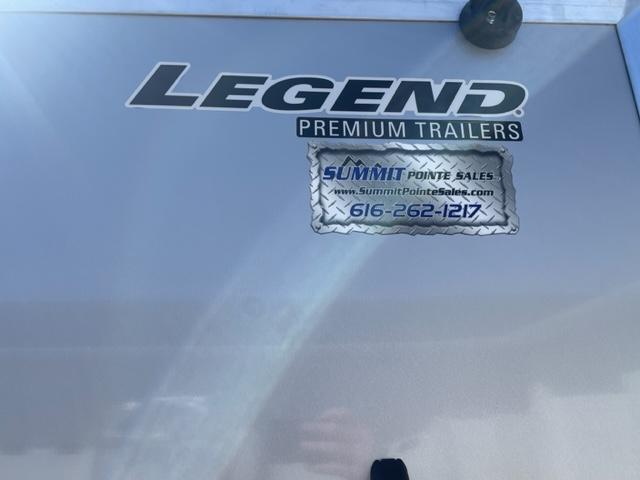 LEGEND
PREMIUM TRAILERS
SUMMIT POINTE SALES
www.SummitPointeSales.com
616-262-1217